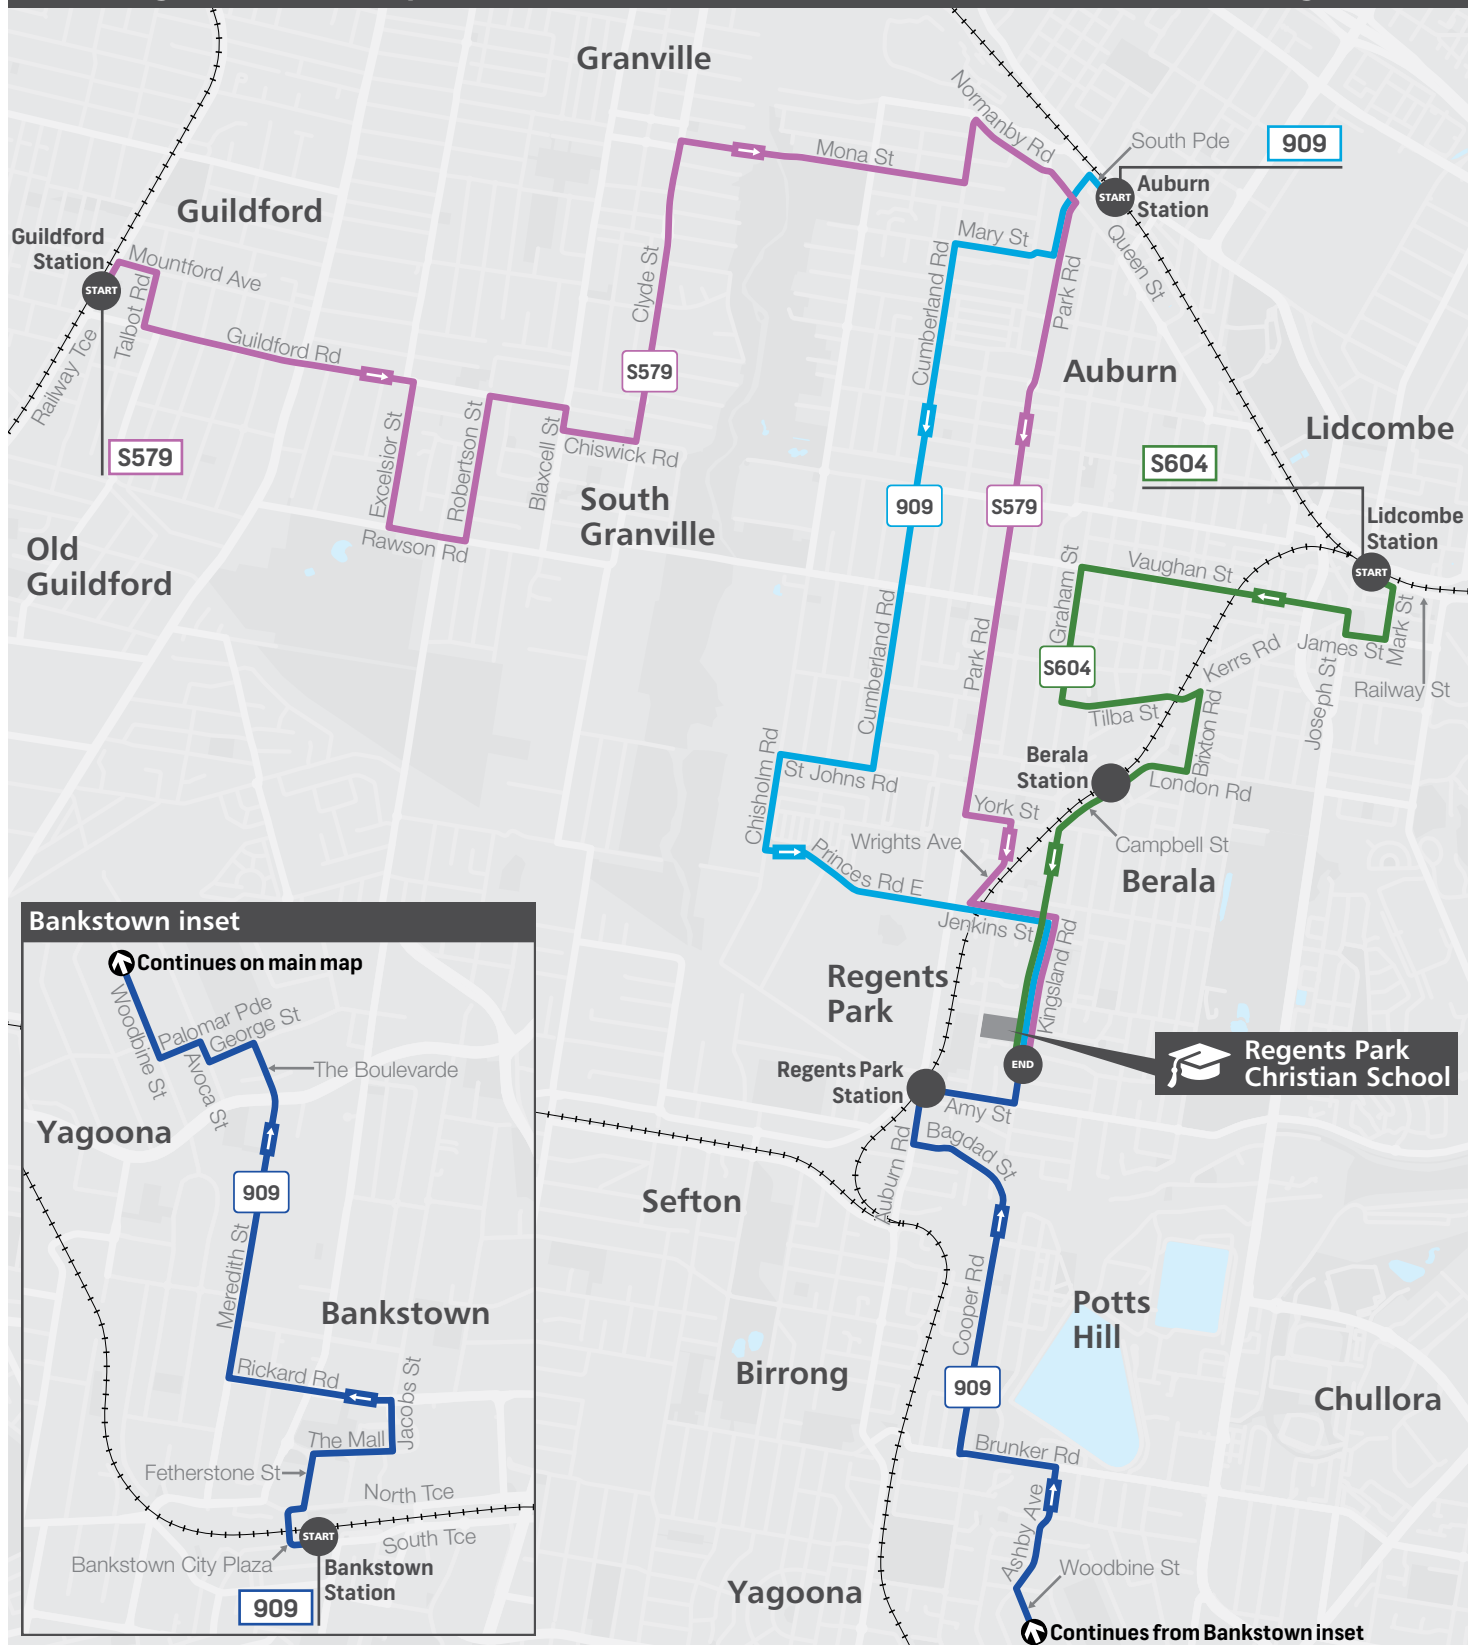 Granville
Normanby Rd
South Pde
909
Mona St
Auburn
Station
START
Guildford
Guildford
Station
START
Mountford Ave
Talbot Rd
Railway Tce
Guildford Rd
Clyde St
Mary St
Cumberland Rd
Park Rd
Queen St
S579
Auburn
Lidcombe
S604
S579
Excelsior St
Robertson St
Blaxcell St
Chiswick Rd
Rawson Rd
South
Granville
909
S579
Old
Guildford
Lidcombe
Station
START
Graham St
Vaughan St
Mark St
James St
Railway St
Joseph St
Kerrs Rd
S604
Tilba St
Brixton Rd
London Rd
Cumberland Rd
Park Rd
Berala
Station
Chisholm Rd
St Johns Rd
York St
Wrights Ave
Campbell St
Berala
Princes Rd E
Jenkins St
Kingsland Rd
Regents
Park
Regents Park
Christian School
END
Regents Park
Station
Amy St
Auburn Rd
Bagdad St
Sefton
Cooper Rd
Potts
Hill
Birrong
909
Chullora
Brunker Rd
Ashby Ave
Woodbine St
Yagoona
Continues from Bankstown inset
Bankstown inset
Continues on main map
Woodbine St
Palomar Pde
George St
Avoca St
The Boulevarde
Yagoona
909
Meredith St
Bankstown
Rickard Rd
Jacobs St
The Mall
Fetherstone St
North Tce
START
South Tce
Bankstown City Plaza
Bankstown
Station
909